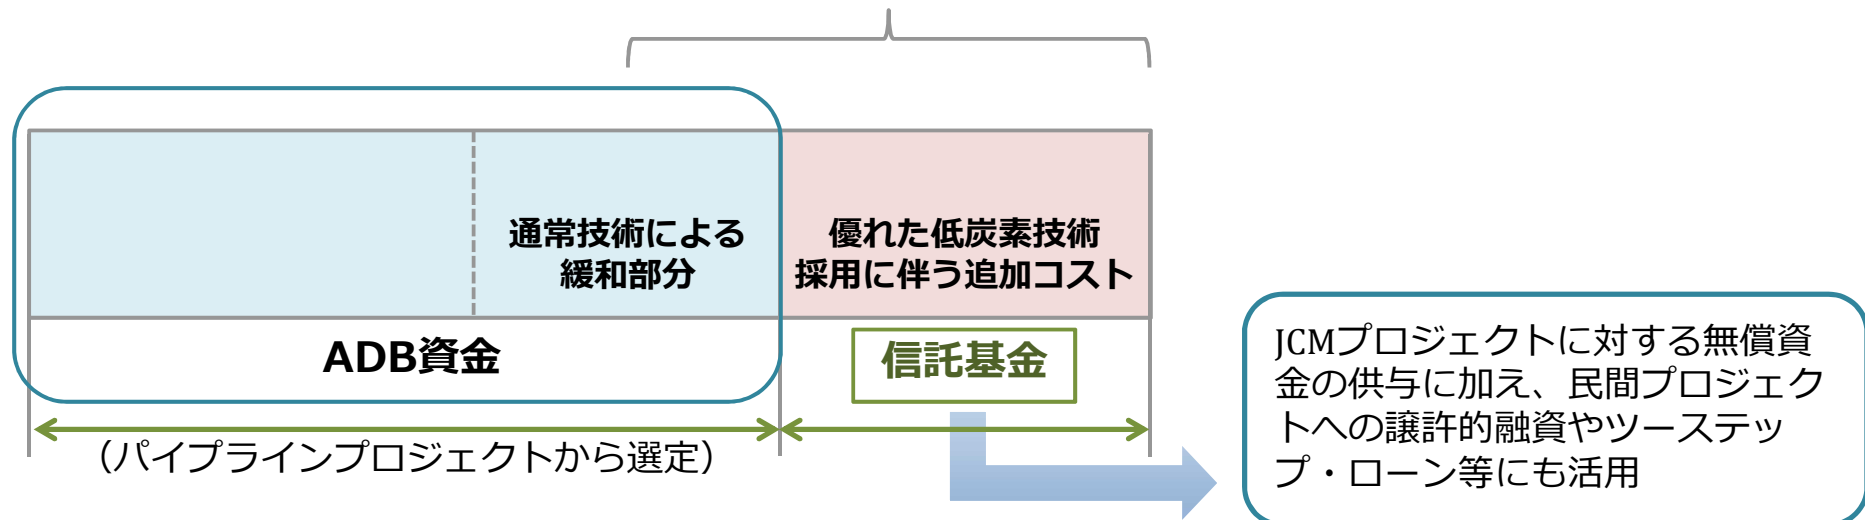 通常技術による
緩和部分
優れた低炭素技術
採用に伴う追加コスト
ADB資金
信託基金
(パイプラインプロジェクトから選定)
JCMプロジェクトに対する無償資
金の供与に加え、民間プロジェク
トへの譲許的融資やツーステッ
プ・ローン等にも活用